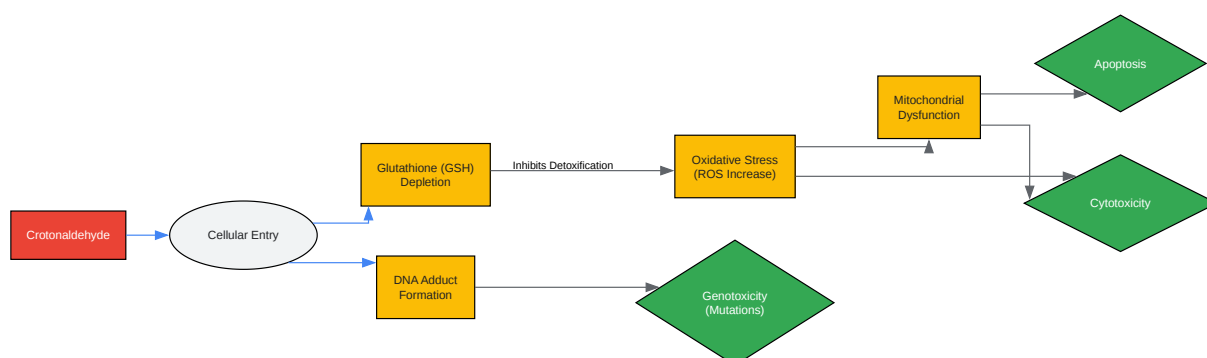 Crotonaldehyde
Cellular Entry
Glutathione (GSH)
Depletion
Inhibits Detoxification
DNA Adduct
Formation
Oxidative Stress
(ROS Increase)
Genotoxicity
(Mutations)
Mitochondrial
Dysfunction
Apoptosis
Cytotoxicity